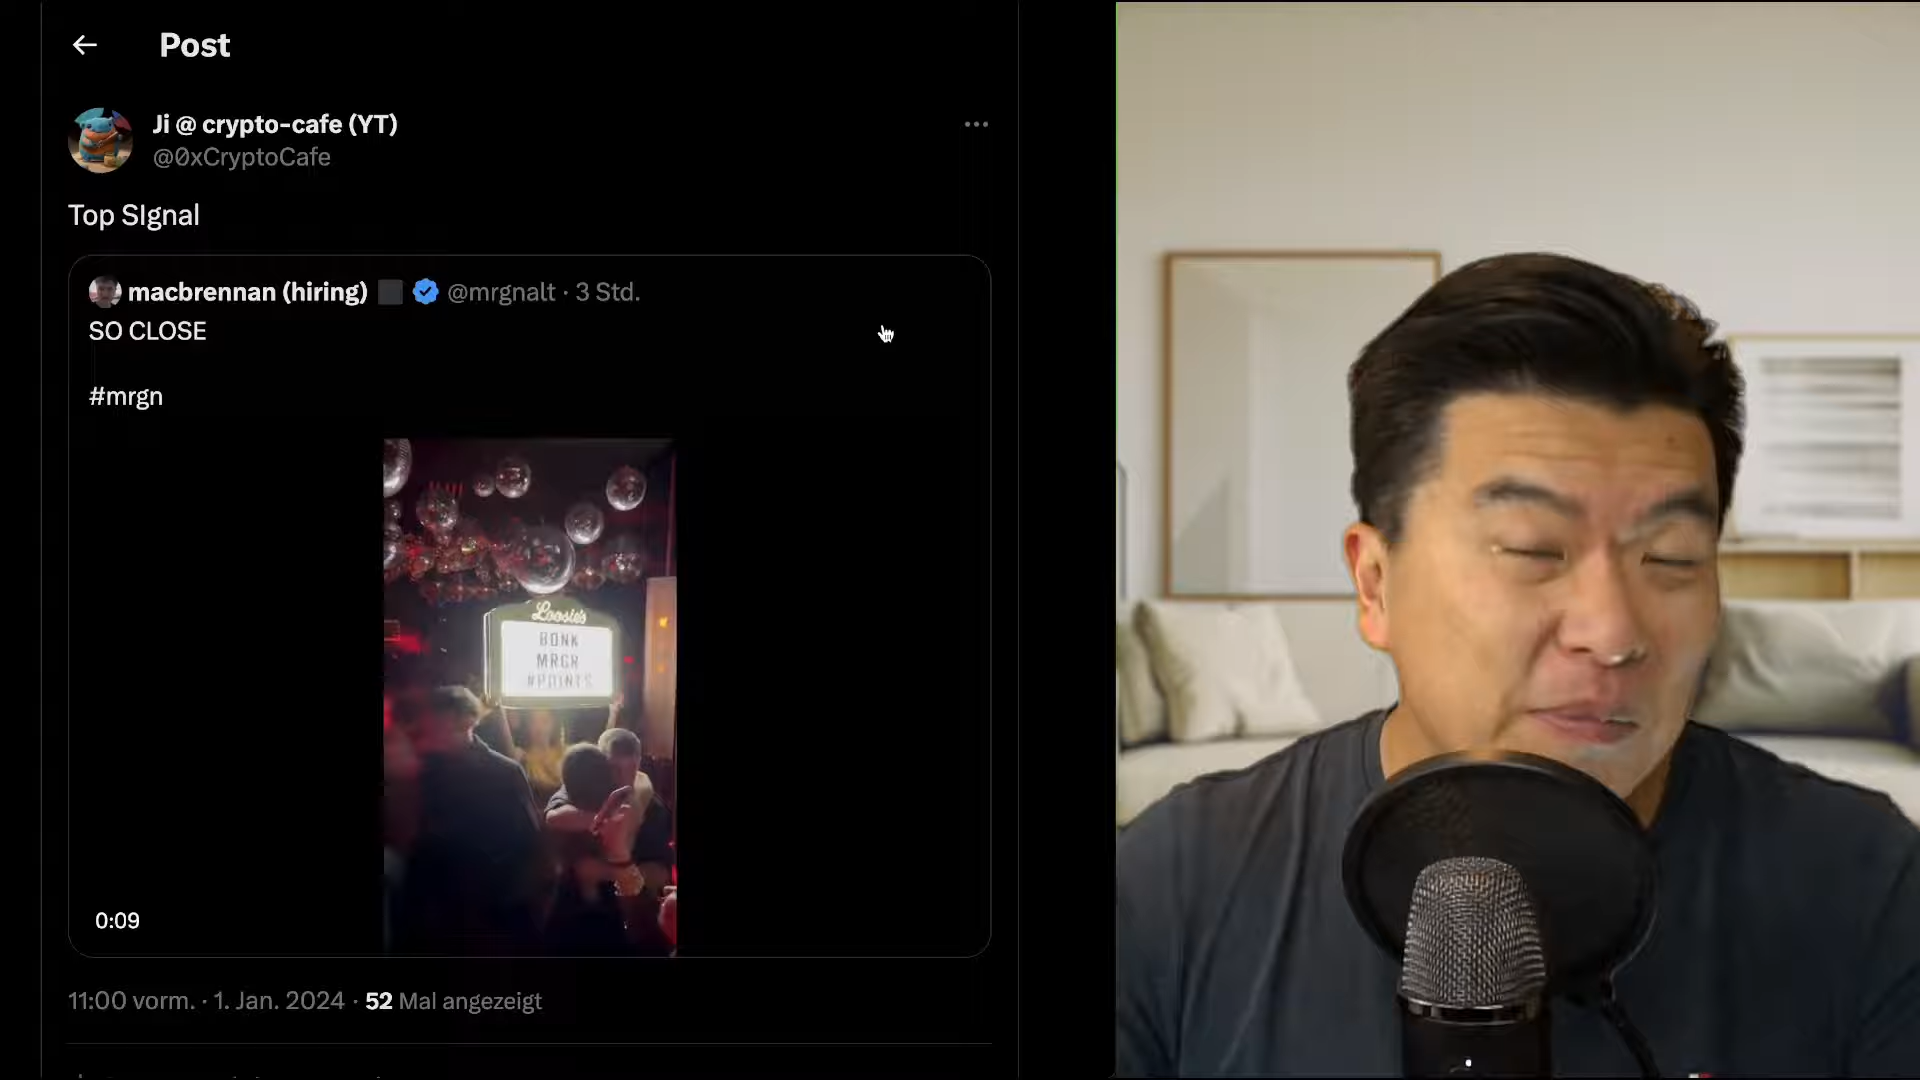 Post
Ji @ crypto-cafe (YT)
@0xCryptoCafe
Top SIgnal
macbrennan (hiring) @mrgnalt · 3 Std.
SO CLOSE
#mrgn
Loosie's
BONK
MRGR
#POINTS
0:09
11:00 vorm. · 1. Jan. 2024 · 52 Mal angezeigt